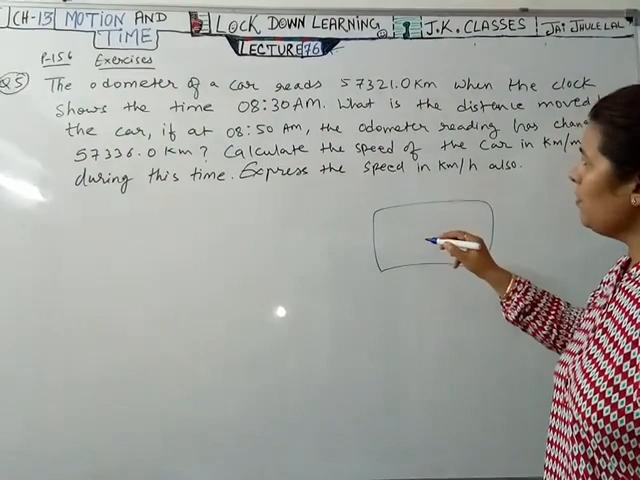 CH-13 MOTION AND TIME LOCK DOWN LEARNING J.K. CLASSES JAI JHULELAL
LECTURE 76
P-156 Exercises
Q5 The odometer of a car reads 57321.0 Km when the clock
shows the time 08:30 AM. What is the distance moved
the car, if at 08:50 AM, the odometer reading has
57336.0 Km? Calculate the speed of the car in
during this time. Express the speed in km/h also.